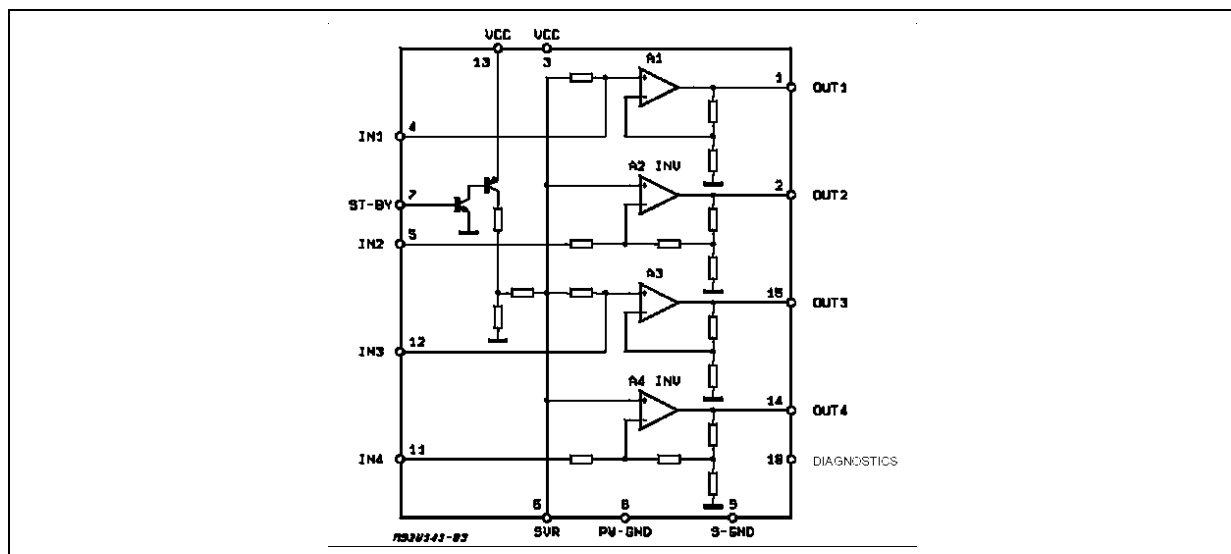 VCC VCC
13 3
A1
1 OUT1
4
IN1
A2 INV
2 OUT2
7
ST-BY
5
IN2
A3
15 OUT3
12
IN3
A4 INV
14 OUT4
11
IN4
10 DIAGNOSTICS
6 8 9
SVR PW-GND S-GND